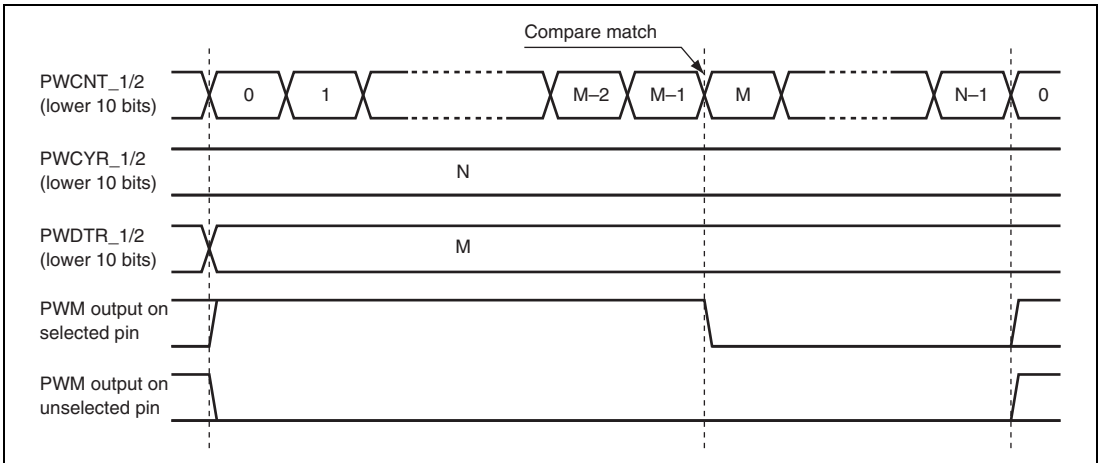 Compare match
PWCNT_1/2
(lower 10 bits)
0 1 M–2 M–1 M N–1 0
PWCYR_1/2
(lower 10 bits)
N
PWDTR_1/2
(lower 10 bits)
M
PWM output on
selected pin
PWM output on
unselected pin